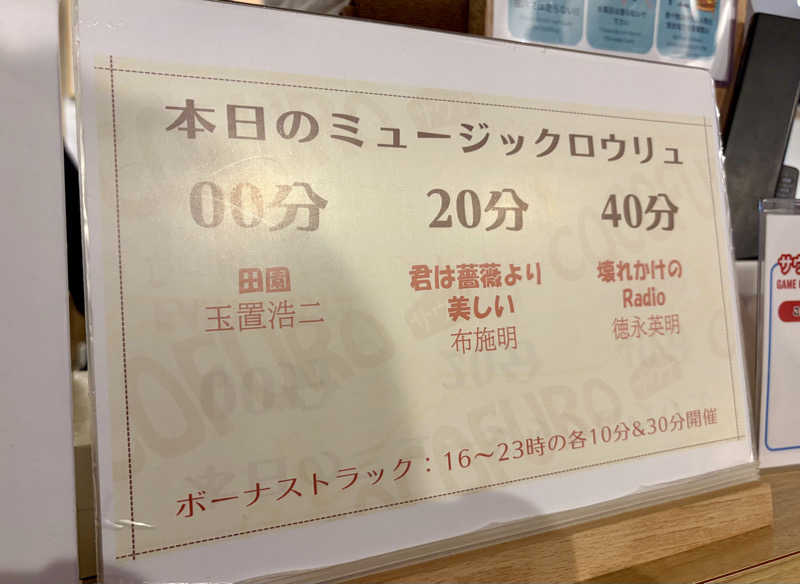 本日のミュージックロウリュ
00分
20分
40分
田園
玉置浩二
君は薔薇より
美しい
布施明
壊れかけの
Radio
徳永英明
ボーナストラック：16〜23時の各10分&30分開催